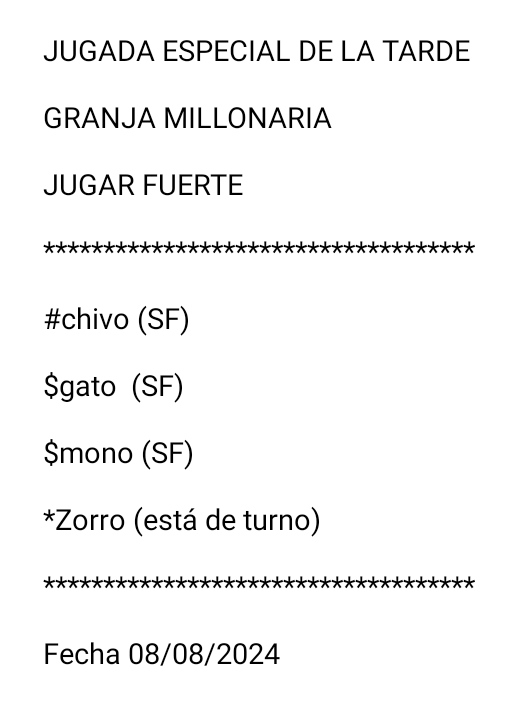 JUGADA ESPECIAL DE LA TARDE
GRANJA MILLONARIA
JUGAR FUERTE
************************************
#chivo (SF)
$gato  (SF)
$mono (SF)
*Zorro (está de turno)
************************************
Fecha 08/08/2024